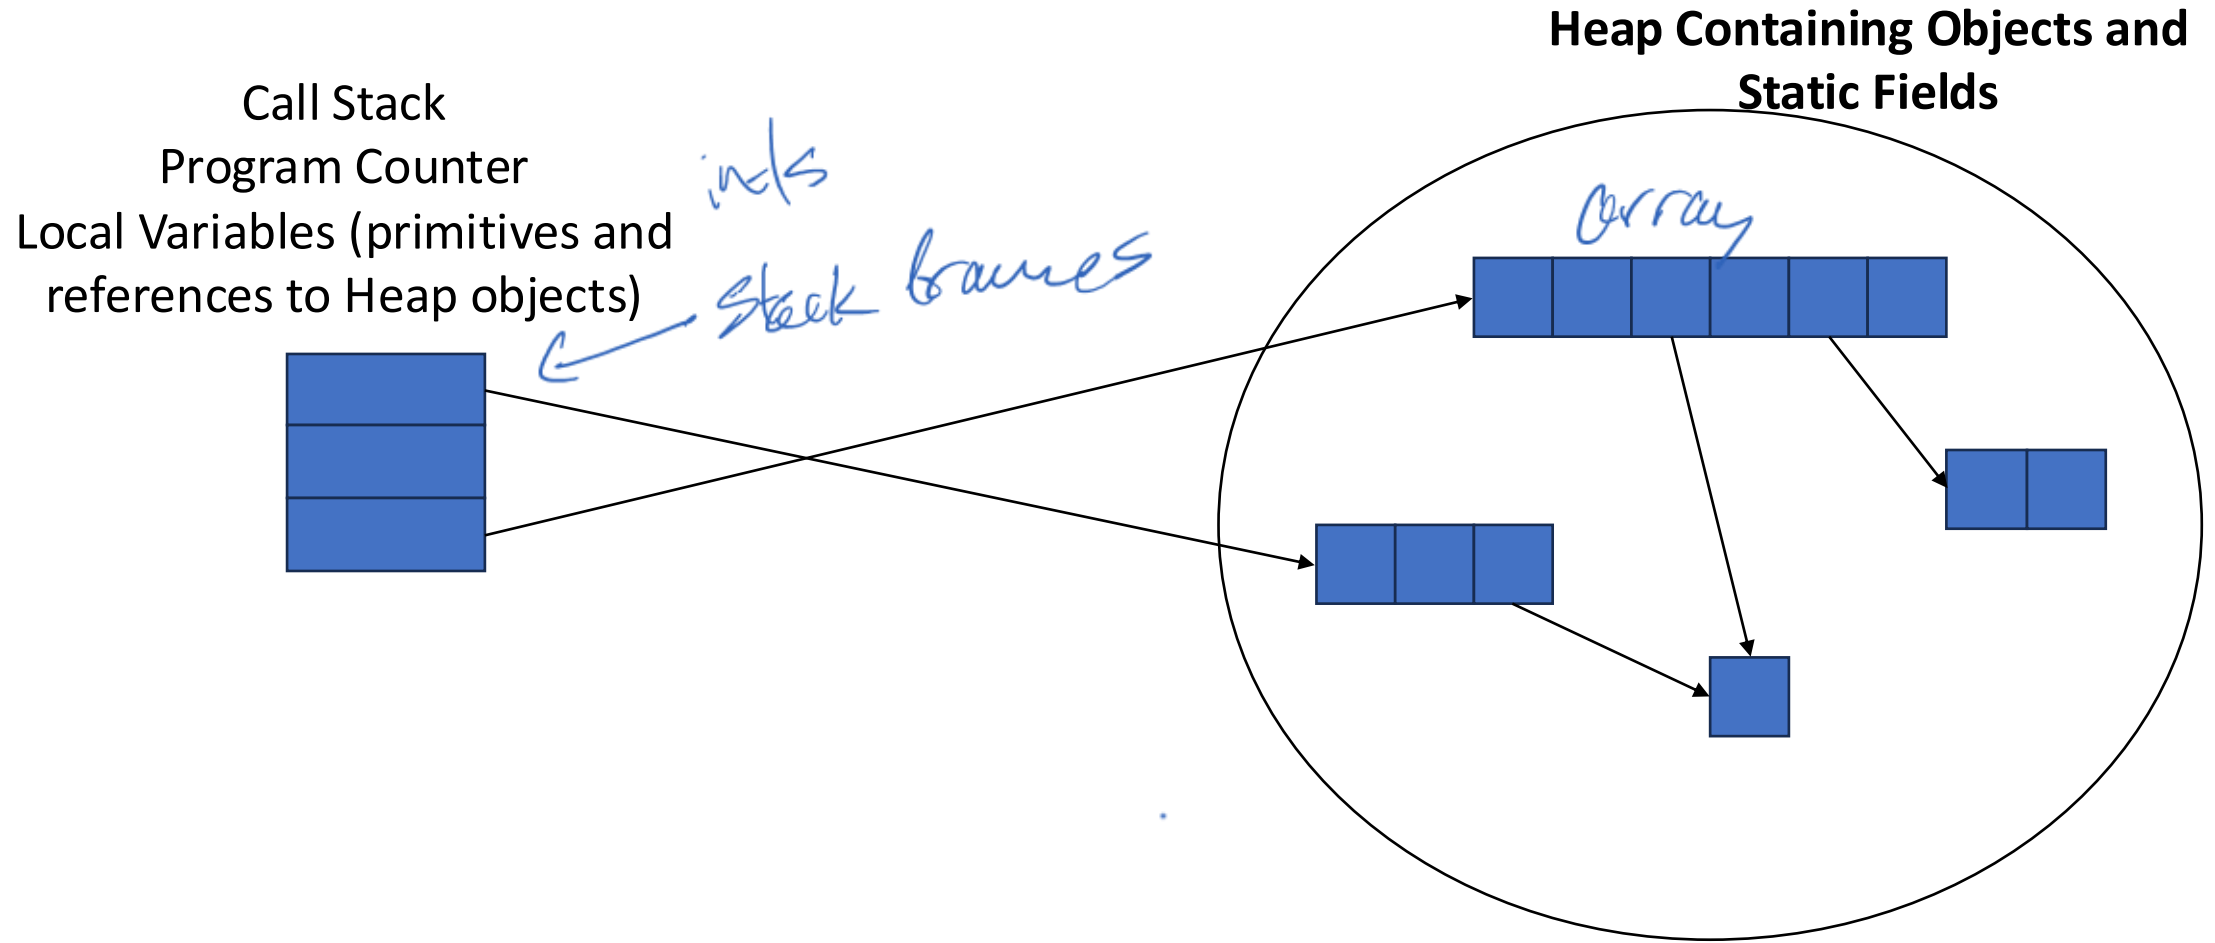 Heap Containing Objects and
Static Fields
Call Stack
Program Counter
Local Variables (primitives and
references to Heap objects)
ints
stack frames
array